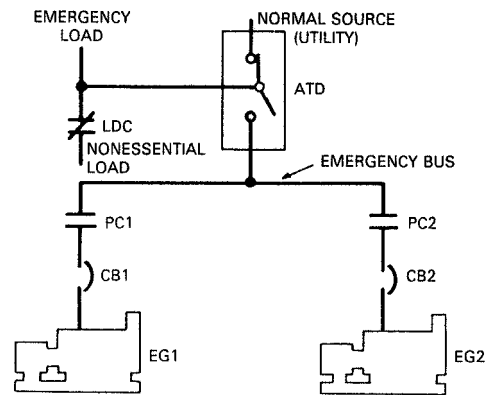 EMERGENCY
LOAD
NORMAL SOURCE
(UTILITY)
ATD
LDC
NONESSENTIAL
LOAD
EMERGENCY BUS
PC1
PC2
CB1
CB2
EG1
EG2